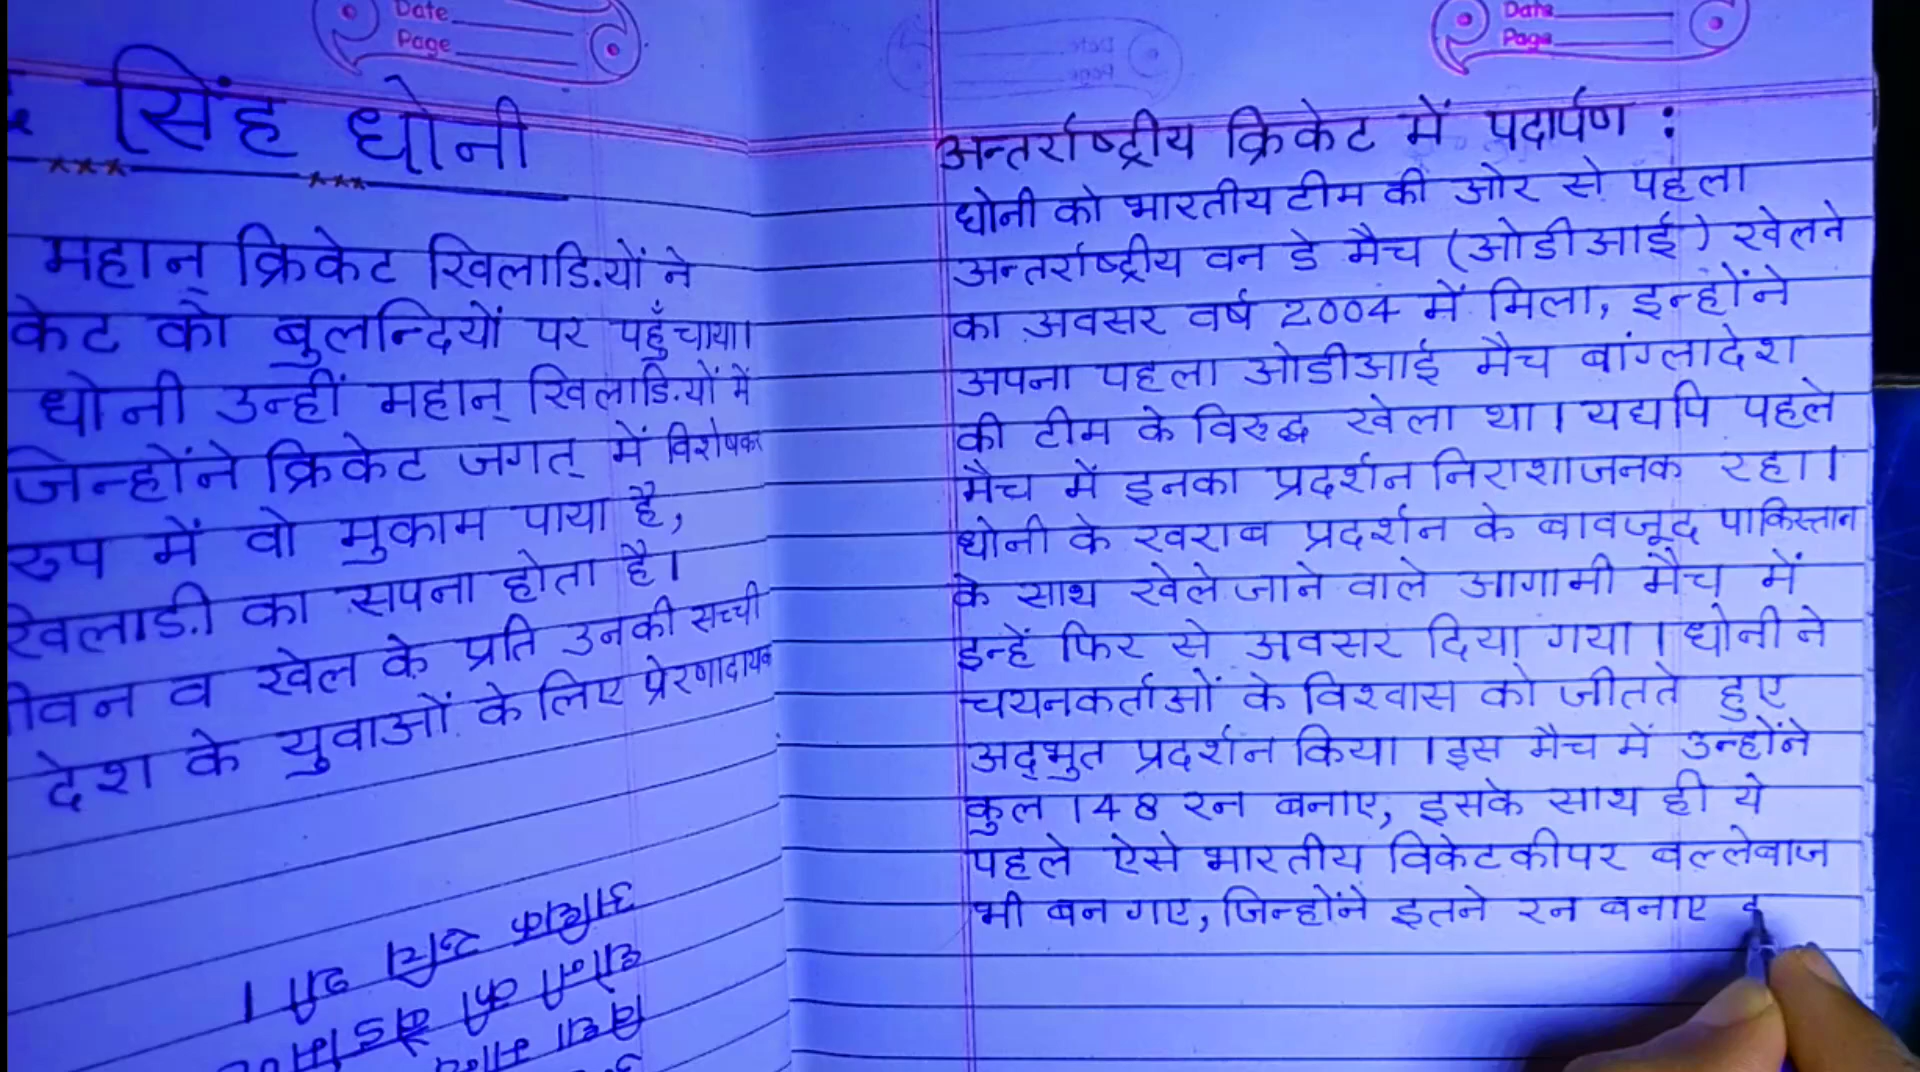 Date
Page
सिंह धोनी
महान् क्रिकेट खिलाडि.यों ने
केट को बुलन्दियों पर पहुँचाया।
धोनी उन्हीं महान् खिलाडि.यों में
जिन्होंने क्रिकेट जगत् में विशेषकर
रुप में वो मुकाम पाया है,
खिलाडी का सपना होता है।
वन व खेल के प्रति उनकी सच्ची
देश के युवाओं के लिए प्रेरणादायक
Date
Page
अन्तर्राष्ट्रीय क्रिकेट में पदार्पण :
धोनी को भारतीय टीम की ओर से पहला
अन्तर्राष्ट्रीय वन डे मैच (ओडीआई) खेलने
का अवसर वर्ष 2004 में मिला, इन्होंने
अपना पहला ओडीआई मैच बांग्लादेश
की टीम के विरुद्ध खेला था। यद्यपि पहले
मैच में इनका प्रदर्शन निराशाजनक रहा।
धोनी के खराब प्रदर्शन के बावजूद पाकिस्तान
के साथ खेले जाने वाले आगामी मैच में
इन्हें फिर से अवसर दिया गया। धोनी ने
चयनकर्ताओं के विश्वास को जीतते हुए
अद्भुत प्रदर्शन किया। इस मैच में उन्होंने
कुल 148 रन बनाए, इसके साथ ही ये
पहले ऐसे भारतीय विकेटकीपर बल्लेबाज
भी बन गए, जिन्होंने इतने रन बनाए